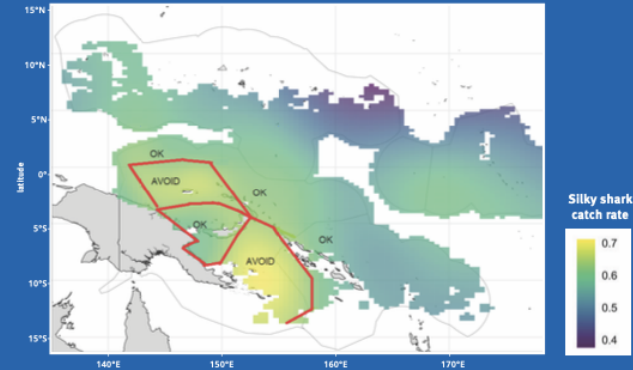 15°N
10°N
5°N
0°
5°S
10°S
15°S
latitude
OK
AVOID
OK
OK
OK
AVOID
140°E
150°E
160°E
170°E
Silky shark
catch rate
0.7
0.6
0.5
0.4